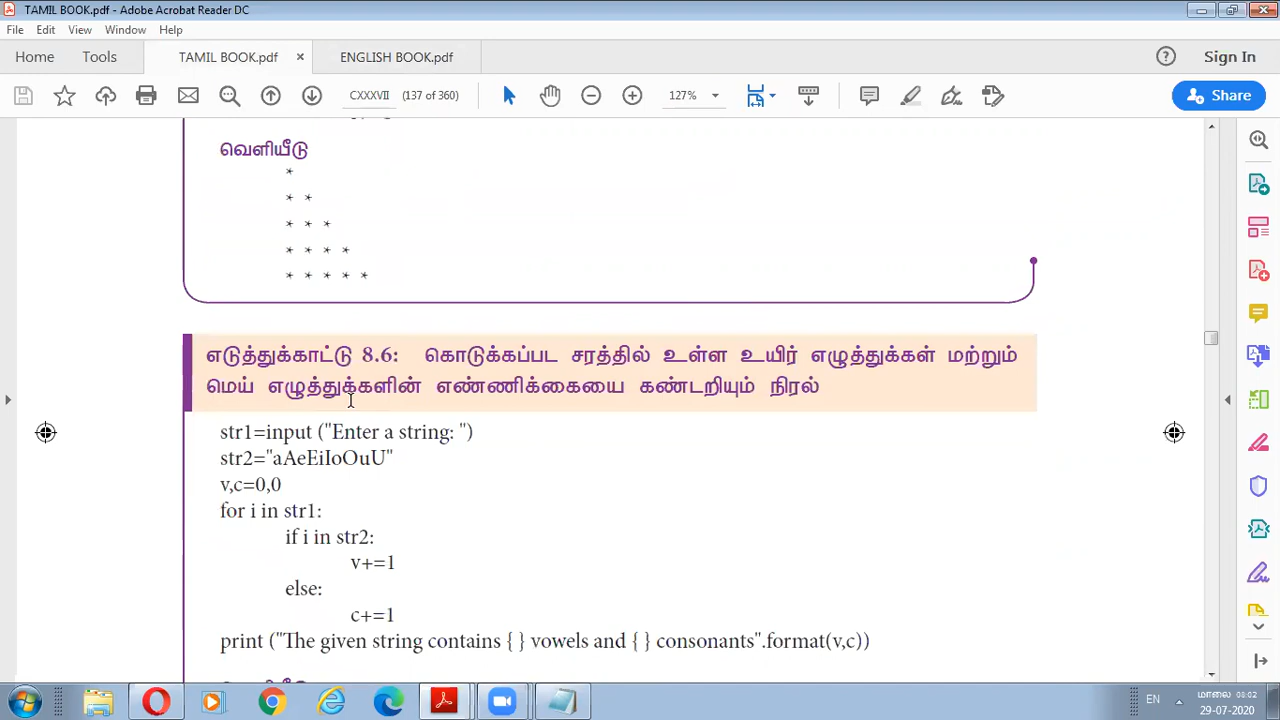 TAMIL BOOK.pdf - Adobe Acrobat Reader DC
File Edit View Window Help
Home Tools TAMIL BOOK.pdf × ENGLISH BOOK.pdf Sign In
CXXXVII (137 of 360) 127% Share
வெளியீடு
*
* *
* * *
* * * *
* * * * *
எடுத்துக்காட்டு 8.6: கொடுக்கப்பட சரத்தில் உள்ள உயிர் எழுத்துக்கள் மற்றும்
மெய் எழுத்துக்களின் எண்ணிக்கையை கண்டறியும் நிரல்
str1=input ("Enter a string: ")
str2="aAeEiIoOuU"
v,c=0,0
for i in str1:
if i in str2:
v+=1
else:
c+=1
print ("The given string contains { } vowels and { } consonants".format(v,c))
EN மாலை 08:02
29-07-2020